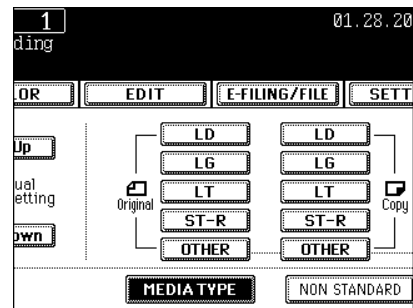 1 01.28.20
ding
OR EDIT E-FILING/FILE SETT
LD LD
Up LG LG
ual
etting Original LT LT Copy
ST-R ST-R
own OTHER OTHER
MEDIA TYPE NON STANDARD